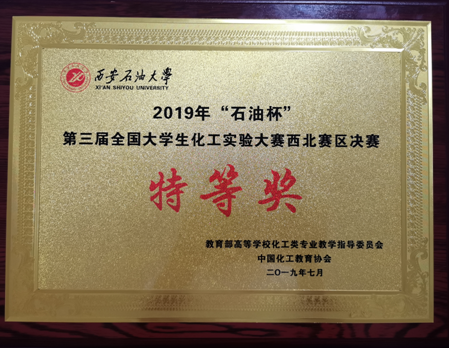 西安石油大学
XI'AN SHIYOU UNIVERSITY
2019年“石油杯”
第三届全国大学生化工实验大赛西北赛区决赛
特等奖
教育部高等学校化工类专业教学指导委员会
中国化工教育协会
二〇一九年七月